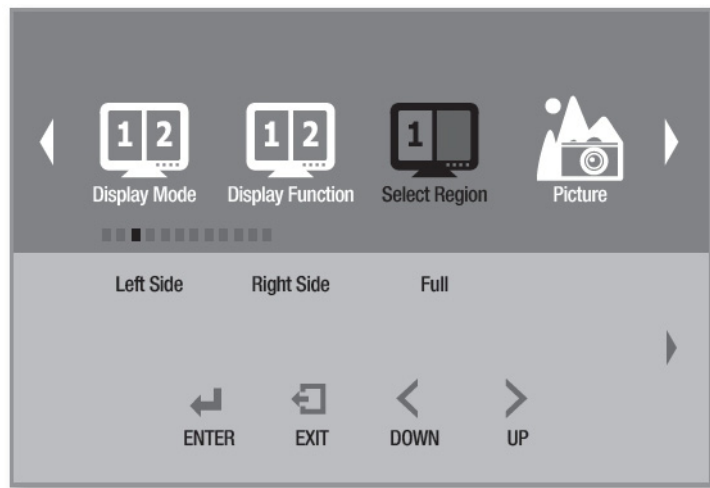 1 2 1 2 1
Display Mode Display Function Select Region Picture
Left Side Right Side Full
ENTER EXIT DOWN UP